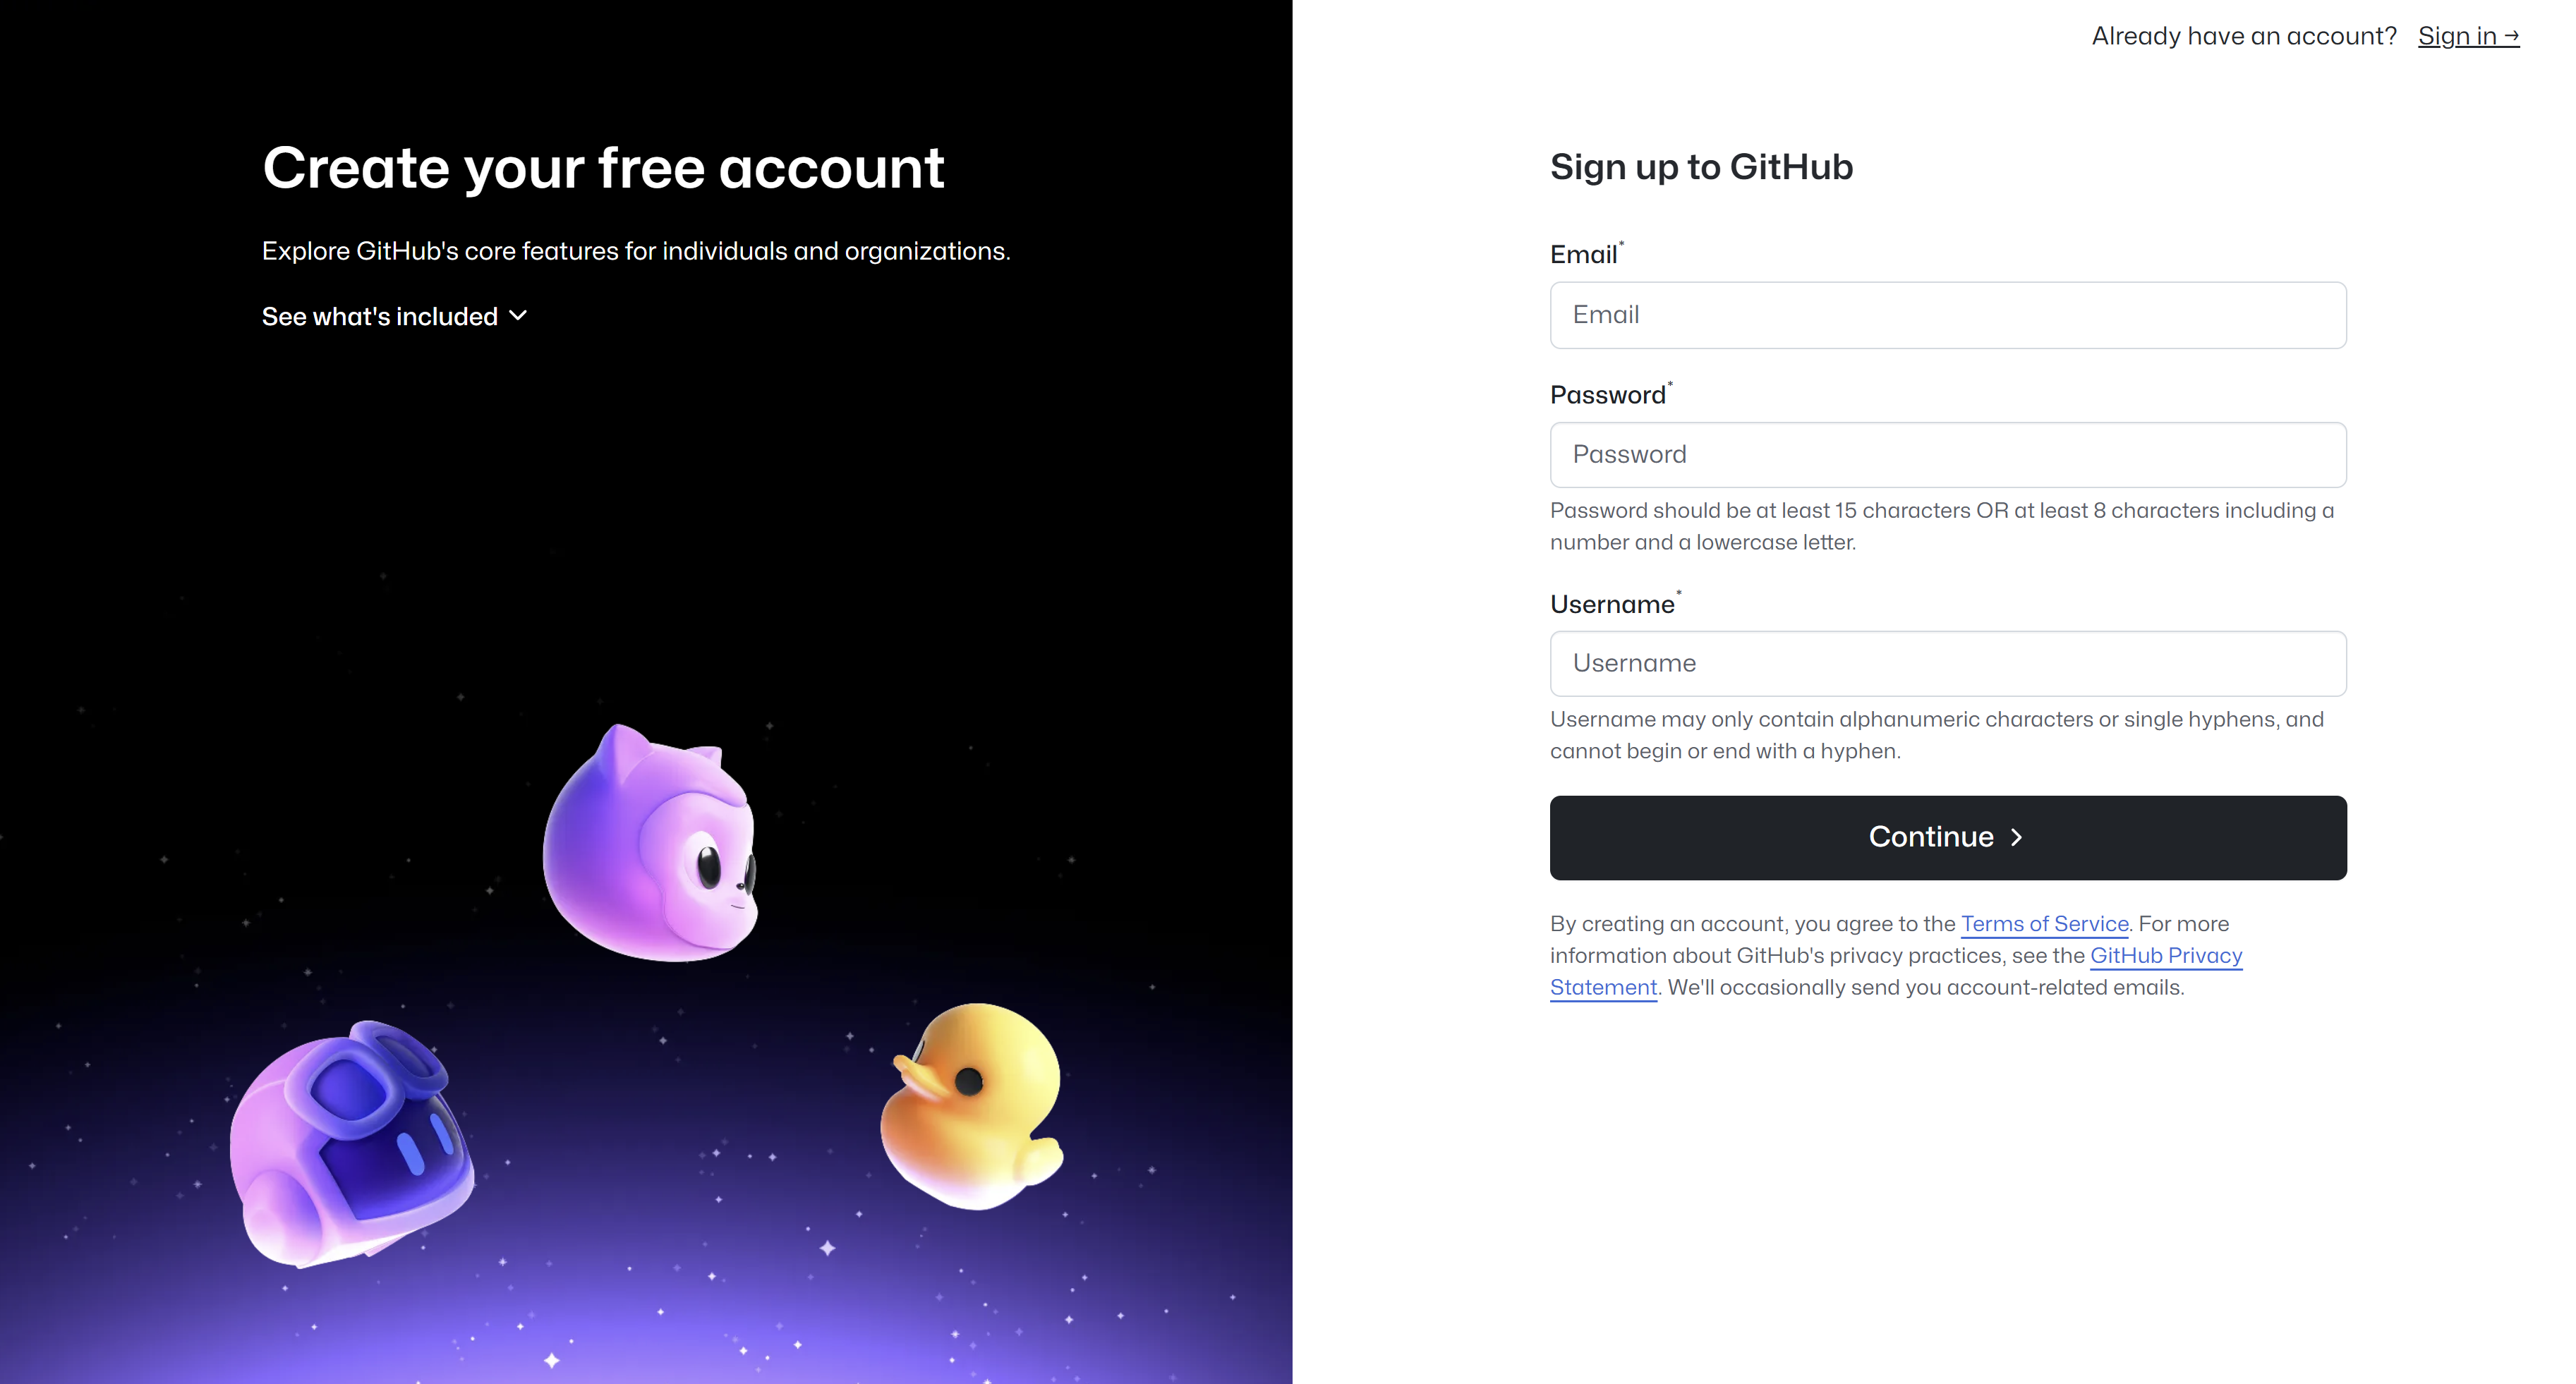 Already have an account? Sign in →
Create your free account
Explore GitHub's core features for individuals and organizations.
See what's included
Sign up to GitHub
Email*
Email
Password*
Password
Password should be at least 15 characters OR at least 8 characters including a
number and a lowercase letter.
Username*
Username
Username may only contain alphanumeric characters or single hyphens, and
cannot begin or end with a hyphen.
Continue
By creating an account, you agree to the Terms of Service. For more
information about GitHub's privacy practices, see the GitHub Privacy
Statement. We'll occasionally send you account-related emails.